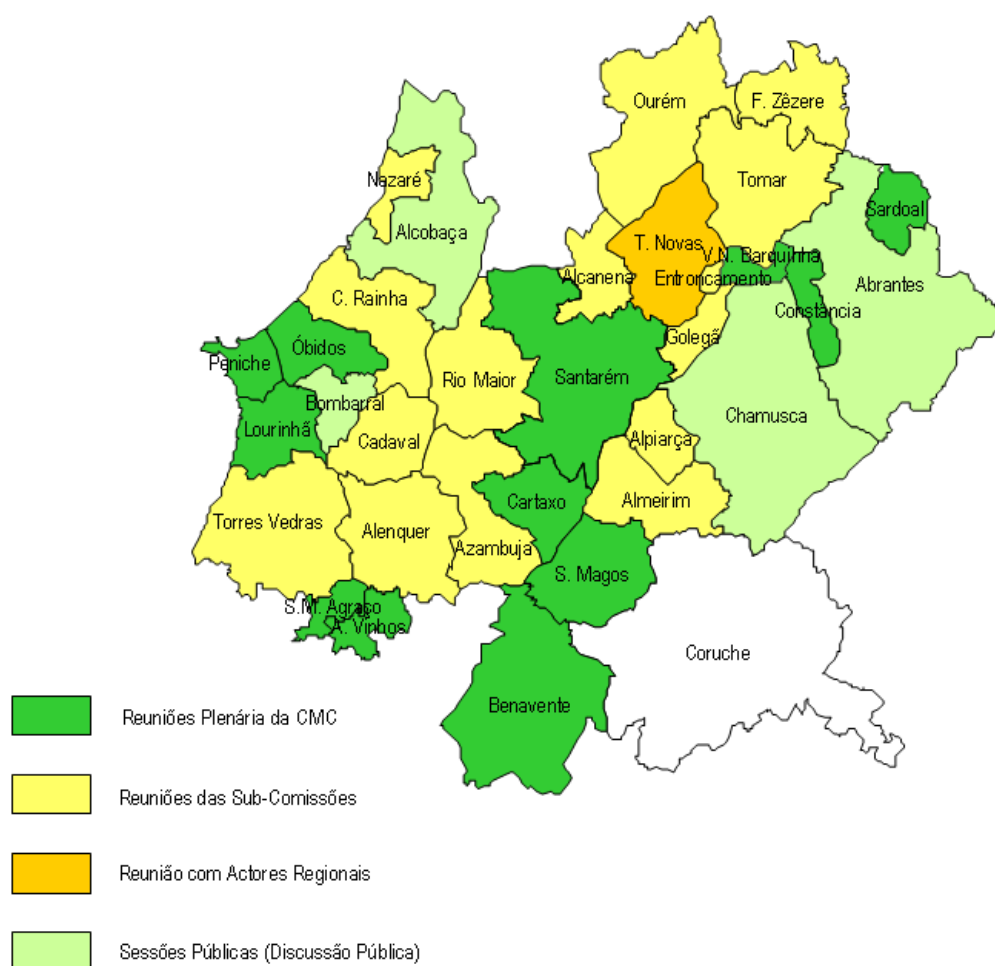 Ourém
F. Zêzere
Nazaré
Tomar
Sardoal
Alcobaça
T. Novas
V.N. Barquinha
Alcanena
Entroncamento
Abrantes
C. Rainha
Constância
Golegã
Óbidos
Peniche
Rio Maior
Santarém
Bombarral
Chamusca
Lourinhã
Cadaval
Alpiarça
Cartaxo
Almeirim
Torres Vedras
Alenquer
Azambuja
S. Magos
S.M. Agraço
A. Vinhos
Coruche
Benavente
Reuniões Plenária da CMC
Reuniões das Sub-Comissões
Reunião com Actores Regionais
Sessões Públicas (Discussão Pública)